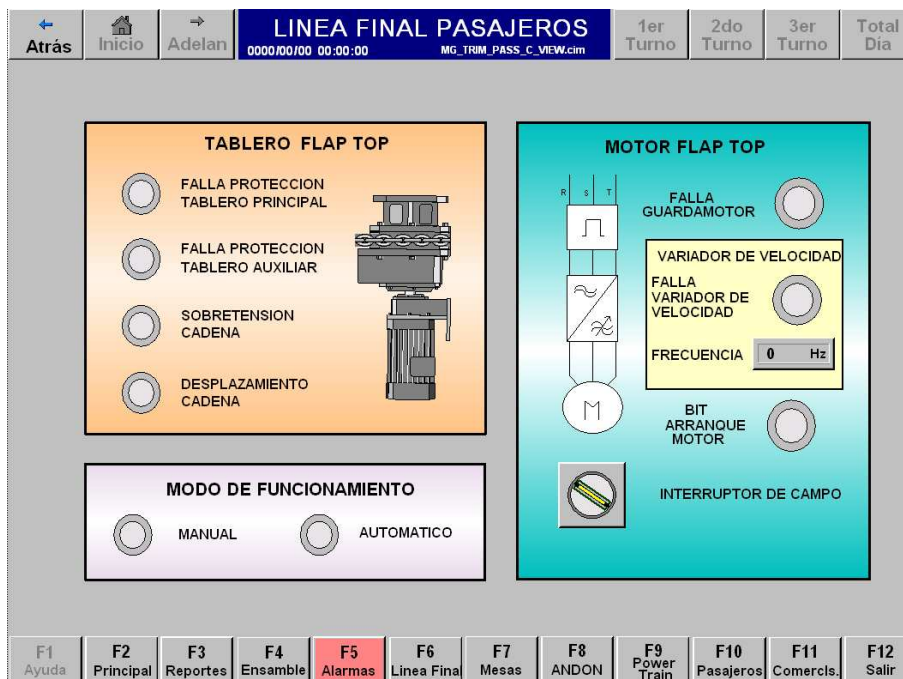 Atrás
Inicio
Adelan
LINEA FINAL PASAJEROS
0000/00/00 00:00:00
MG_TRIM_PASS_C_VIEW.cim
1er
Turno
2do
Turno
3er
Turno
Total
Día
TABLERO FLAP TOP
FALLA PROTECCION
TABLERO PRINCIPAL
FALLA PROTECCION
TABLERO AUXILIAR
SOBRETENSION
CADENA
DESPLAZAMIENTO
CADENA
MODO DE FUNCIONAMIENTO
MANUAL
AUTOMATICO
MOTOR FLAP TOP
R S T
FALLA
GUARDAMOTOR
VARIADOR DE VELOCIDAD
FALLA
VARIADOR DE
VELOCIDAD
FRECUENCIA
0 Hz
M
BIT
ARRANQUE
MOTOR
INTERRUPTOR DE CAMPO
F1
Ayuda
F2
Principal
F3
Reportes
F4
Ensamble
F5
Alarmas
F6
Linea Final
F7
Mesas
F8
ANDON
F9
Power
Train
F10
Pasajeros
F11
Comercls.
F12
Salir